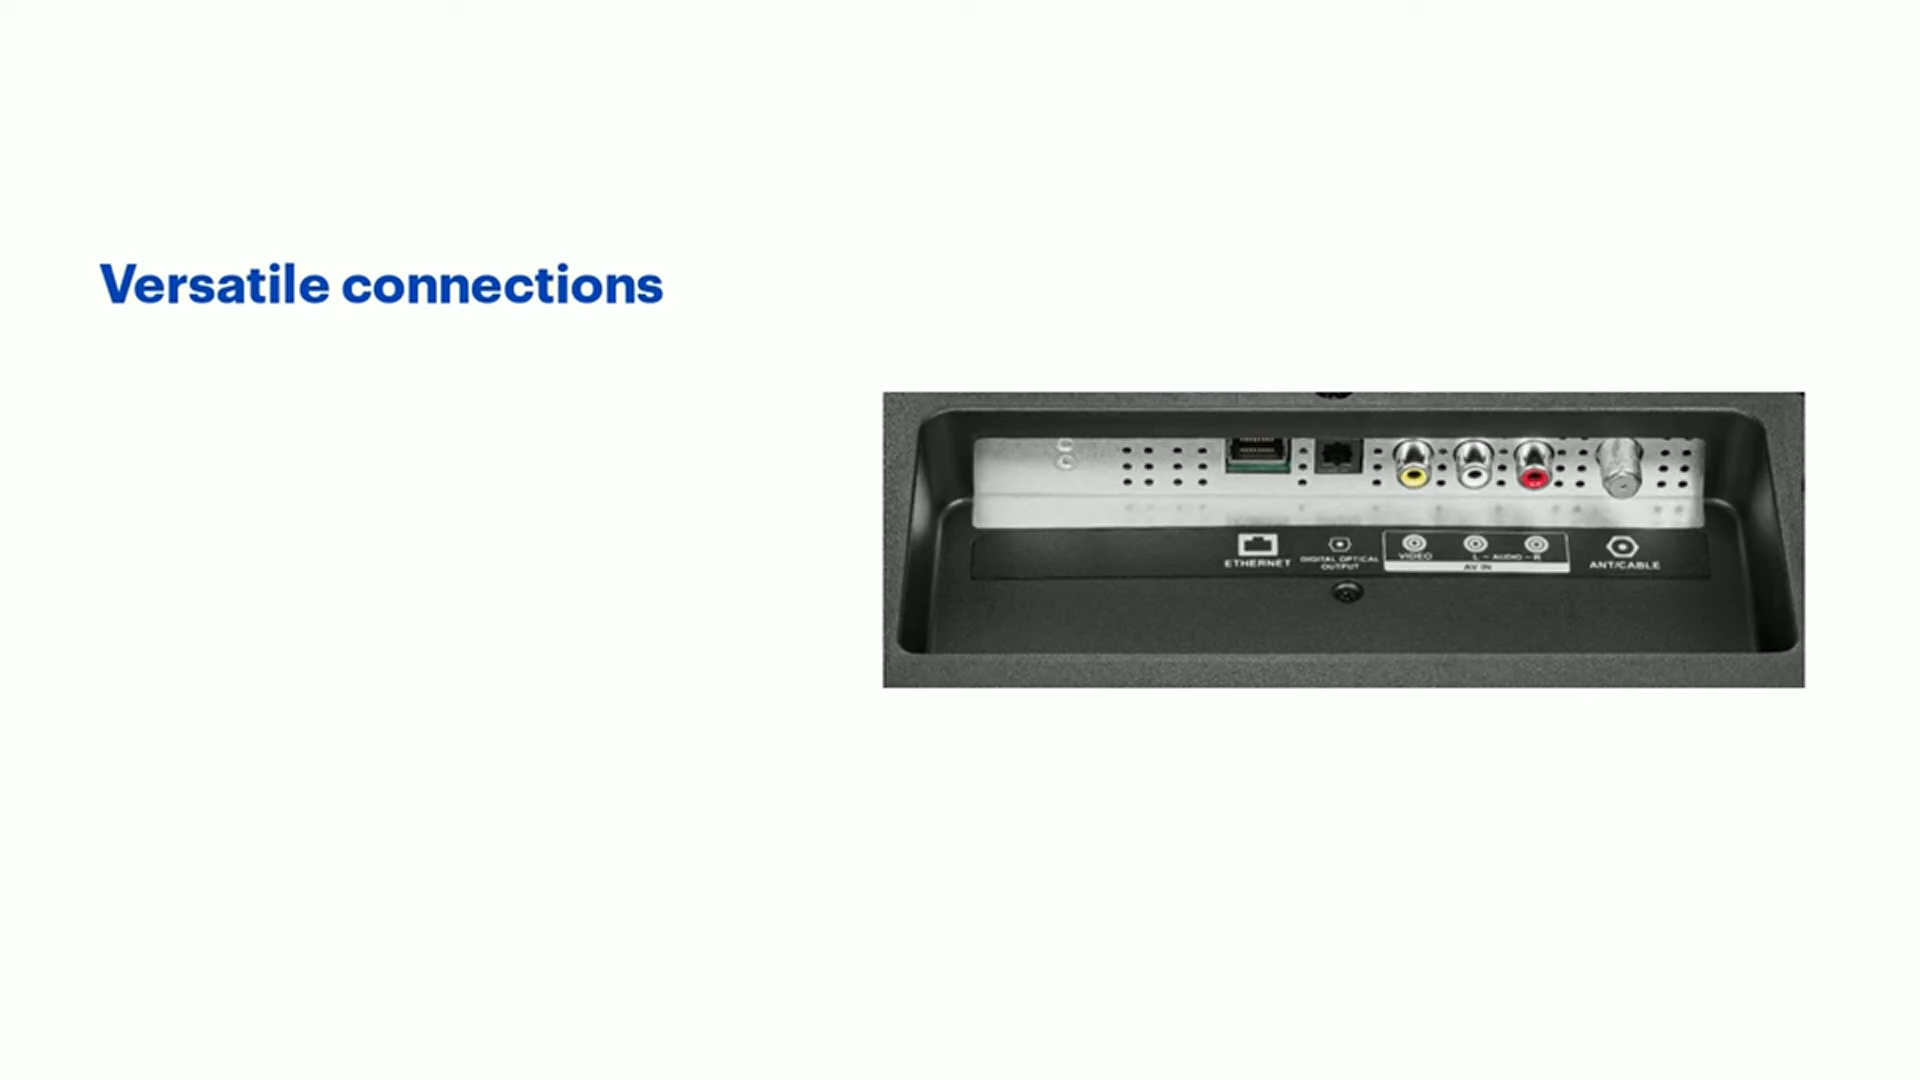 Versatile connections
ETHERNET
DIGITAL OPTICAL
OUTPUT
VIDEO
L - AUDIO - R
AV IN
ANT/CABLE